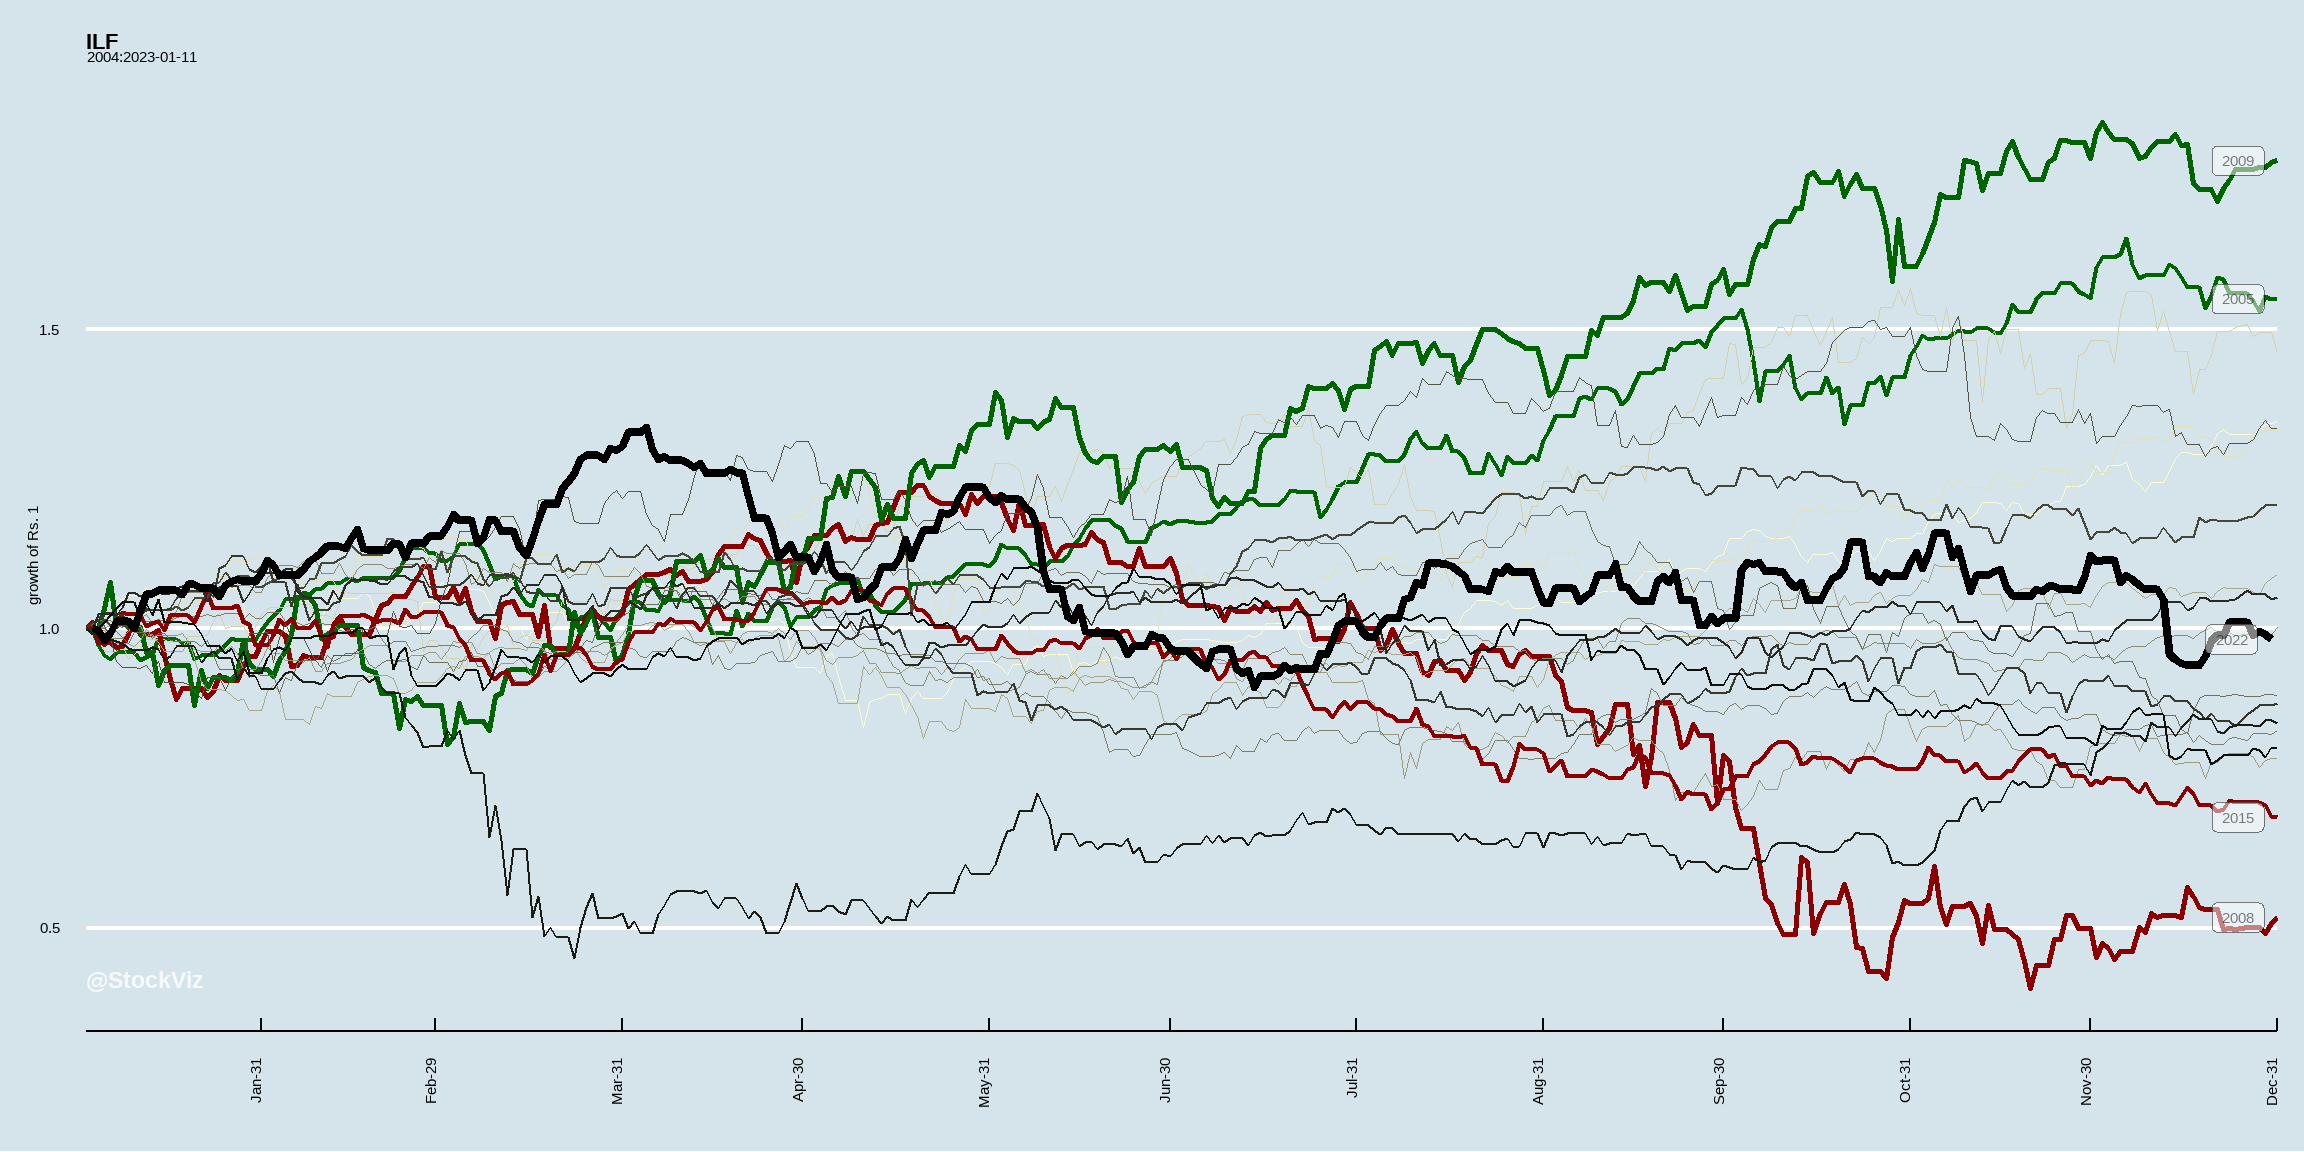 ILF
2004:2023-01-11
growth of Rs. 1
1.5
1.0
0.5
2009
2005
2022
2015
2008
@StockViz
Jan-31
Feb-29
Mar-31
Apr-30
May-31
Jun-30
Jul-31
Aug-31
Sep-30
Oct-31
Nov-30
Dec-31